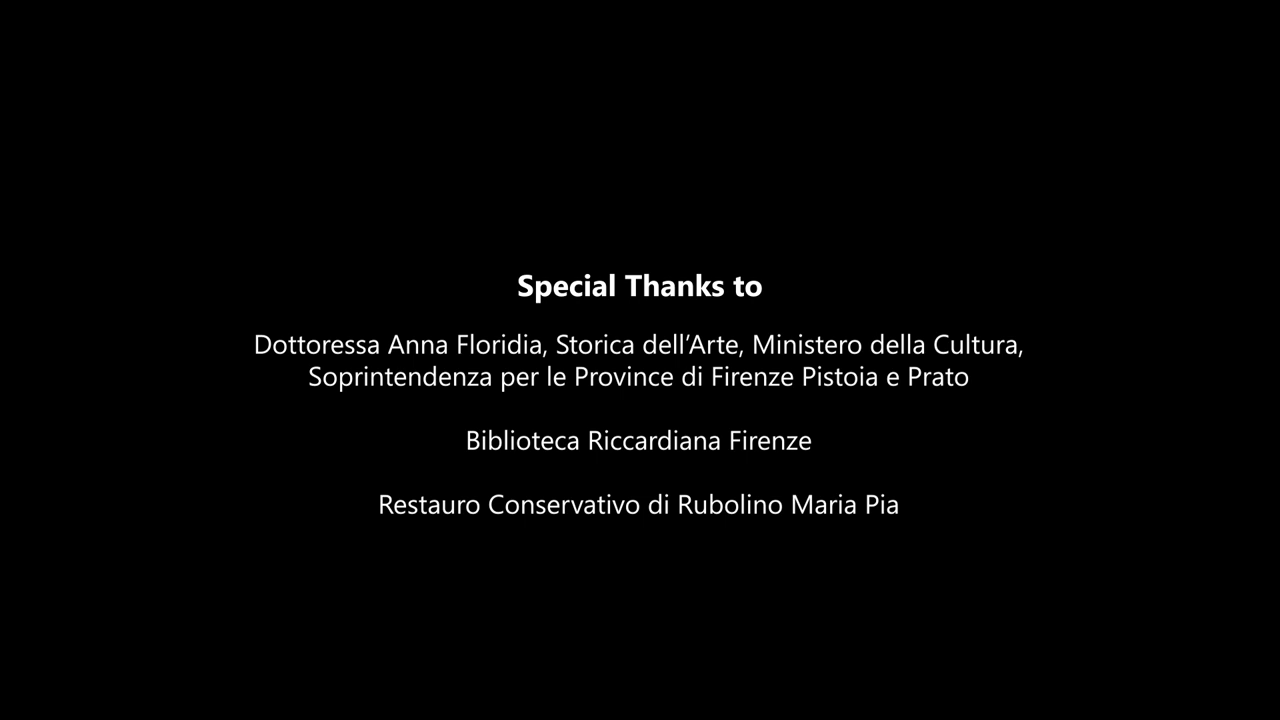 Special Thanks to
Dottoressa Anna Floridia, Storica dell’Arte, Ministero della Cultura,
Soprintendenza per le Province di Firenze Pistoia e Prato
Biblioteca Riccardiana Firenze
Restauro Conservativo di Rubolino Maria Pia